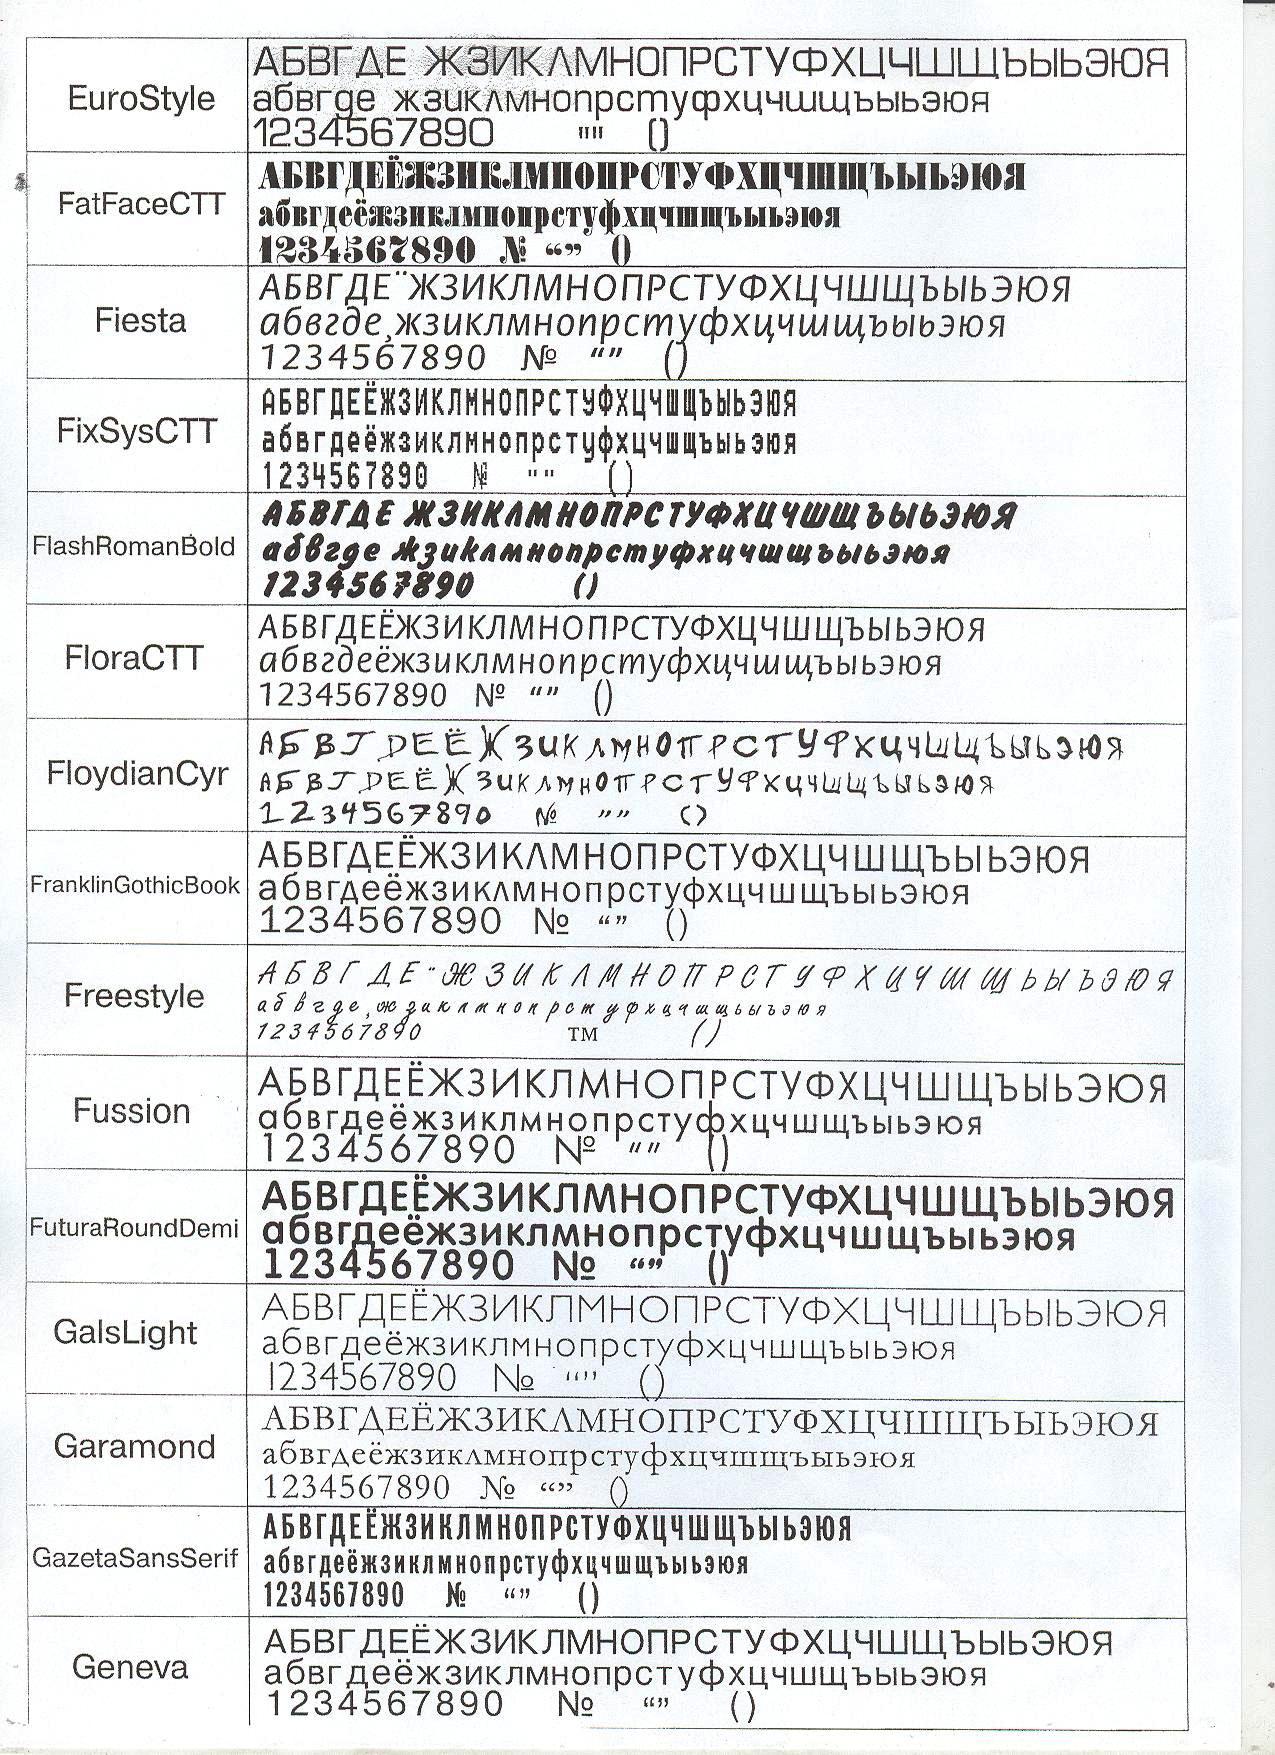 EuroStyle
АБВГДЕ ЖЗИКЛМНОПРСТУФХЦЧШЩЪЫЬЭЮЯ
абвгде жзиклмнопрстуфхцчшщъыьэюя
1234567890 "" ()
FatFaceCTT
АБВГДЕЁЖЗИКЛМНОПРСТУФХЦЧШЩЪЫЬЭЮЯ
абвгдеёжзиклмнопрстуфхцчшщъыьэюя
1234567890 № “” ()
Fiesta
АБВГДЕ¨ЖЗИКЛМНОПРСТУФХЦЧШЩЪЫЬЭЮЯ
абвгде¸жзиклмнопрстуфхцчшщъыьэюя
1234567890 № “” ()
FixSysCTT
АБВГДЕЁЖЗИКЛМНОПРСТУФХЦЧШЩЪЫЬЭЮЯ
абвгдеёжзиклмнопрстуфхцчшщъыьэюя
1234567890 № "" ()
FlashRomanBold
АБВГДЕ ЖЗИКЛМНОПРСТУФХЦЧШЩЪЫЬЭЮЯ
абвгде жзиклмнопрстуфхцчшщъыьэюя
1234567890 ()
FloraCTT
АБВГДЕЁЖЗИКЛМНОПРСТУФХЦЧШЩЪЫЬЭЮЯ
абвгдеёжзиклмнопрстуфхцчшщъыьэюя
1234567890 № “” ()
FloydianCyr
АБВГДЕЁЖЗИКЛМНОПРСТУФХЦЧШЩЪЫЬЭЮЯ
АБВГДЕЁЖЗИКЛМНОПРСТУФХЦЧШЩЪЫЬЭЮЯ
1234567890 № ”” ()
FranklinGothicBook
АБВГДЕЁЖЗИКЛМНОПРСТУФХЦЧШЩЪЫЬЭЮЯ
абвгдеёжзиклмнопрстуфхцчшщъыьэюя
1234567890 № “” ()
Freestyle
АБВГДЕ¨ЖЗИКЛМНОПРСТУФХЦЧШЩЬЫЪЭЮЯ
абвгде¸жзиклмнопрстуфхцчшщьыъэюя
1234567890 ™ ()
Fussion
АБВГДЕЁЖЗИКЛМНОПРСТУФХЦЧШЩЪЫЬЭЮЯ
абвгдеёжзиклмнопрстуфхцчшщъыьэюя
1234567890 № “” ()
FuturaRoundDemi
АБВГДЕЁЖЗИКЛМНОПРСТУФХЦЧШЩЪЫЬЭЮЯ
абвгдеёжзиклмнопрстуфхцчшщъыьэюя
1234567890 № “” ()
GalsLight
АБВГДЕЁЖЗИКЛМНОПРСТУФХЦЧШЩЪЫЬЭЮЯ
абвгдеёжзиклмнопрстуфхцчшщъыьэюя
1234567890 № “” ()
Garamond
АБВГДЕЁЖЗИКЛМНОПРСТУФХЦЧШЩЪЫЬЭЮЯ
абвгдеёжзиклмнопрстуфхцчшщъыьэюя
1234567890 № “” ()
GazetaSansSerif
АБВГДЕЁЖЗИКЛМНОПРСТУФХЦЧШЩЪЫЬЭЮЯ
абвгдеёжзиклмнопрстуфхцчшщъыьэюя
1234567890 № “” ()
Geneva
АБВГДЕЁЖЗИКЛМНОПРСТУФХЦЧШЩЪЫЬЭЮЯ
абвгдеёжзиклмнопрстуфхцчшщъыьэюя
1234567890 № “” ()